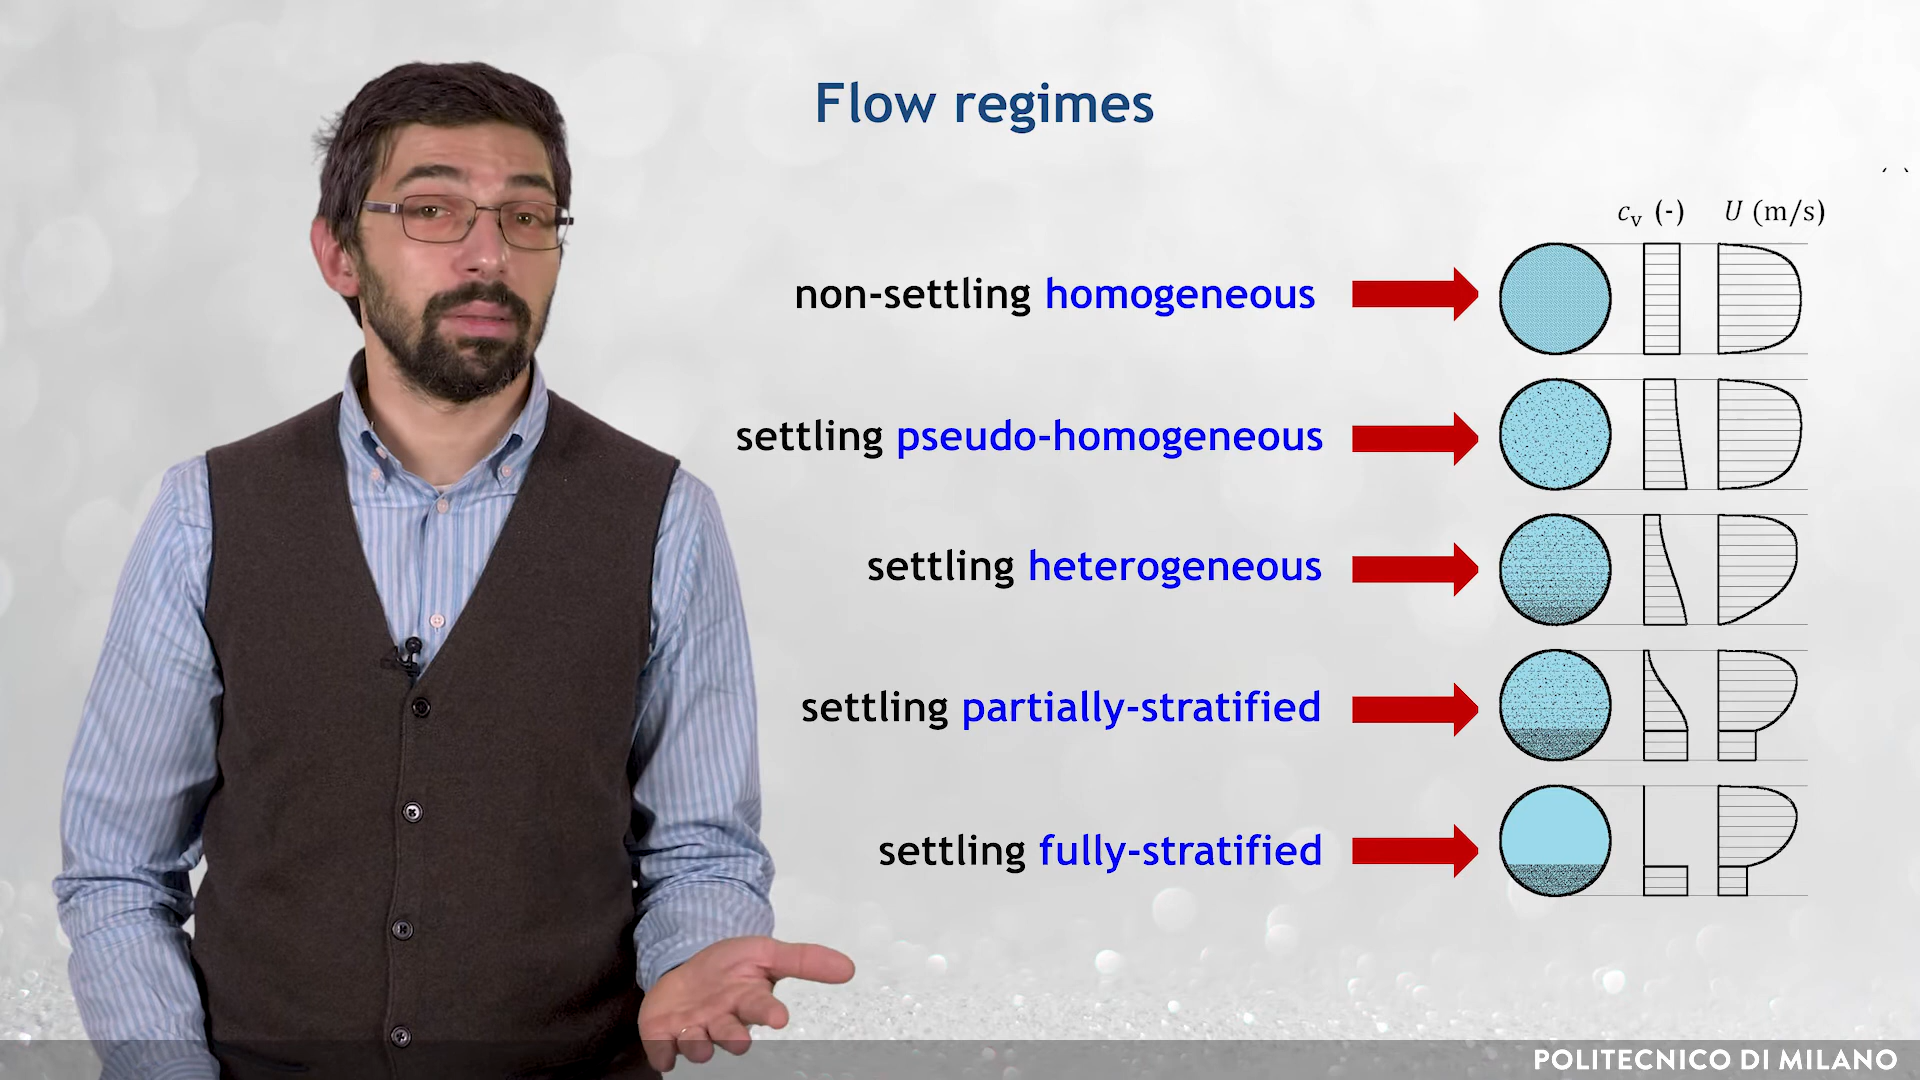 Flow regimes
c_v (-) U (m/s)
non-settling homogeneous
settling pseudo-homogeneous
settling heterogeneous
settling partially-stratified
settling fully-stratified
POLITECNICO DI MILANO